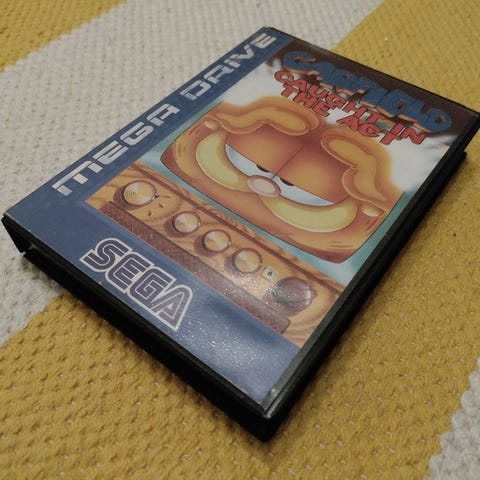 MEGA DRIVE
GARFIELD
CAUGHT IN
THE ACT
SEGA